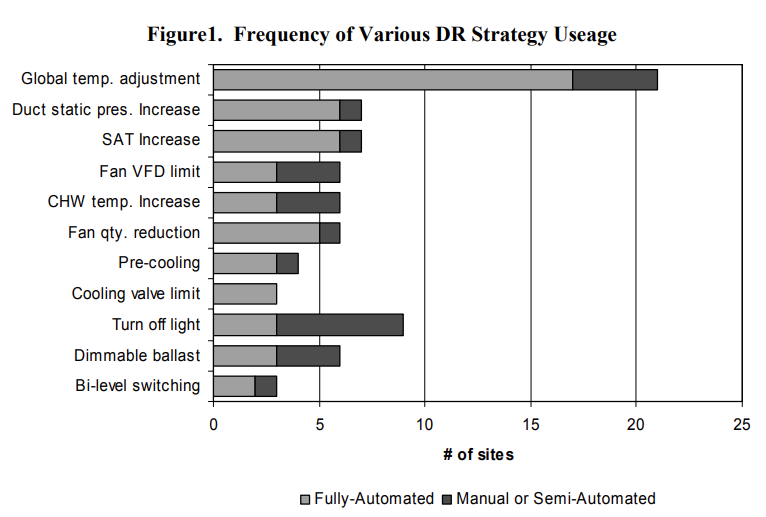 Figure1. Frequency of Various DR Strategy Useage
Global temp. adjustment
Duct static pres. Increase
SAT Increase
Fan VFD limit
CHW temp. Increase
Fan qty. reduction
Pre-cooling
Cooling valve limit
Turn off light
Dimmable ballast
Bi-level switching
0 5 10 15 20 25
# of sites
Fully-Automated Manual or Semi-Automated